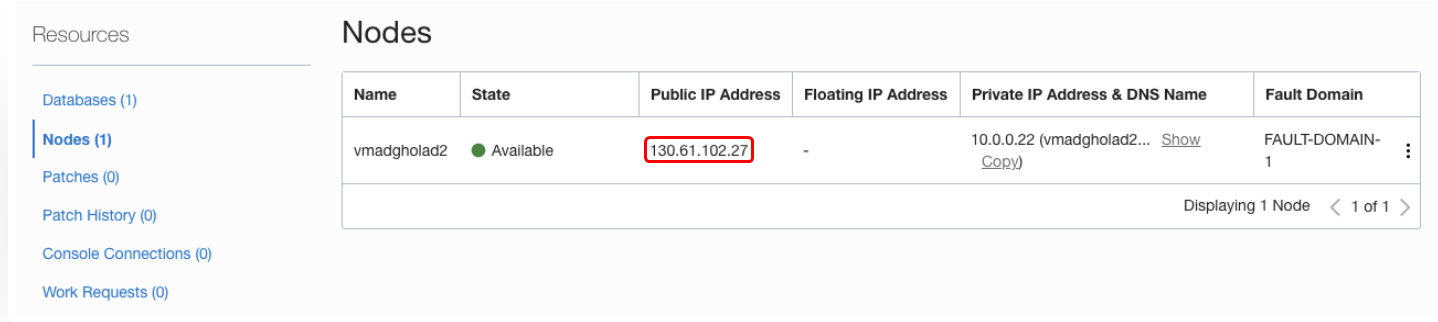 Resources
Databases (1)
Nodes (1)
Patches (0)
Patch History (0)
Console Connections (0)
Work Requests (0)
Nodes
Name State Public IP Address Floating IP Address Private IP Address & DNS Name Fault Domain
vmadgholad2 Available 130.61.102.27 - 10.0.0.22 (vmadgholad2... Show FAULT-DOMAIN-
Copy) 1
Displaying 1 Node 1 of 1